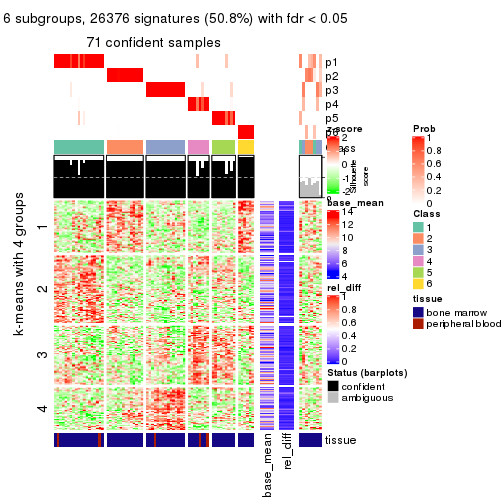 6 subgroups, 26376 signatures (50.8%) with fdr < 0.05
71 confident samples
p1
p2
p3
p4
p5
Silhouette
score
k-means with 4 groups
1
2
3
4
base_mean
rel_diff
tissue
z-score
2
1
0
-1
-2
base_mean
14
12
10
8
6
4
rel_diff
1
0.8
0.6
0.4
0.2
0
Status (barplots)
confident
ambiguous
Prob
1
0.8
0.6
0.4
0.2
0
Class
1
2
3
4
5
6
tissue
bone marrow
peripheral blood